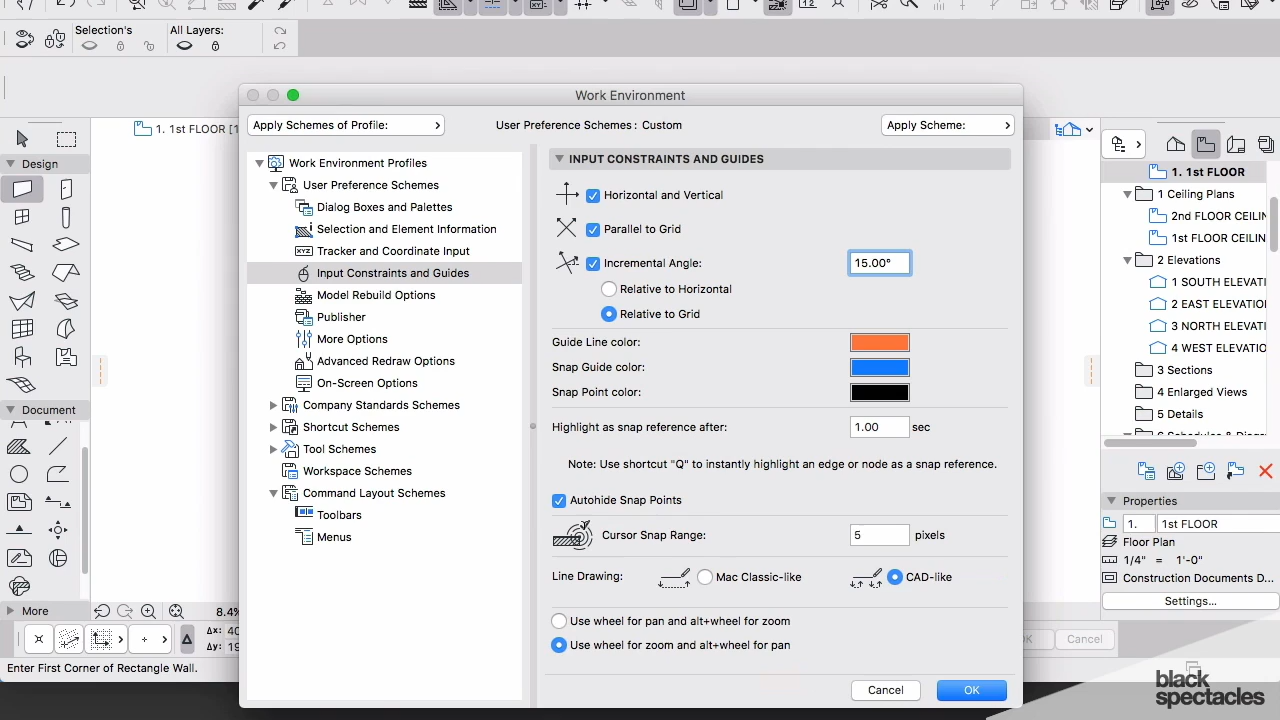 Selection's
All Layers:
1. 1st FLOOR [1
Work Environment
Apply Schemes of Profile:
User Preference Schemes : Custom
Apply Scheme:
Work Environment Profiles
User Preference Schemes
Dialog Boxes and Palettes
Selection and Element Information
XYZ
Tracker and Coordinate Input
Input Constraints and Guides
Model Rebuild Options
Publisher
More Options
Advanced Redraw Options
On-Screen Options
Company Standards Schemes
Shortcut Schemes
Tool Schemes
Workspace Schemes
Command Layout Schemes
Toolbars
Menus
INPUT CONSTRAINTS AND GUIDES
Horizontal and Vertical
Parallel to Grid
Incremental Angle:
15.00°
Relative to Horizontal
Relative to Grid
Guide Line color:
Snap Guide color:
Snap Point color:
Highlight as snap reference after:
1.00
sec
Note: Use shortcut "Q" to instantly highlight an edge or node as a snap reference.
Autohide Snap Points
Cursor Snap Range:
5
pixels
Line Drawing:
Mac Classic-like
CAD-like
Use wheel for pan and alt+wheel for zoom
Use wheel for zoom and alt+wheel for pan
Cancel
OK
Design
Document
More
8.4%
Δx: 40
Δy: 19
Enter First Corner of Rectangle Wall.
1. 1st FLOOR
1 Ceiling Plans
2nd FLOOR CEILIN
1st FLOOR CEILIN
2 Elevations
1 SOUTH ELEVATI
2 EAST ELEVATION
3 NORTH ELEVATI
4 WEST ELEVATIO
3 Sections
4 Enlarged Views
5 Details
Properties
1.
1st FLOOR
Floor Plan
1/4" = 1'-0"
Construction Documents D...
Settings...
OK
Cancel
black
spectacles